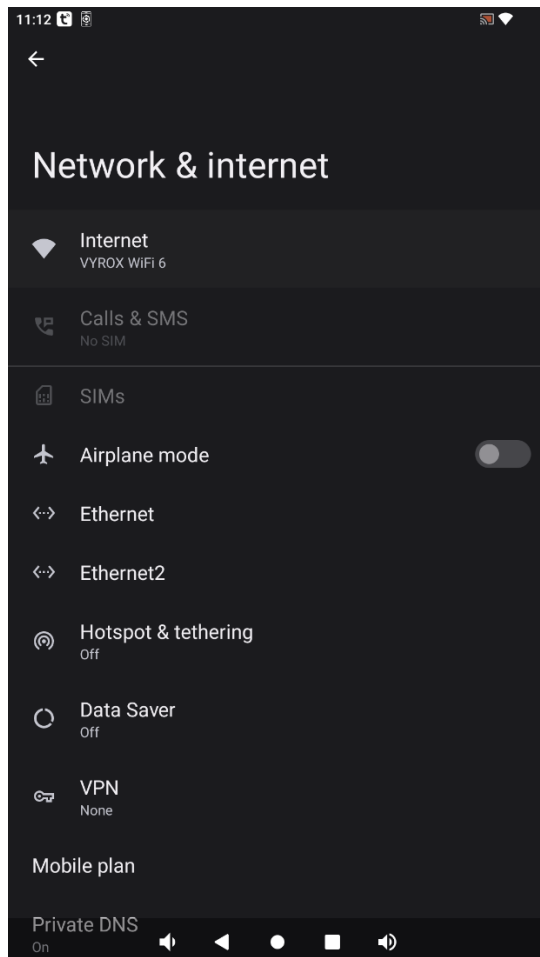 11:12
Network & internet
Internet
VYROX WiFi 6
Calls & SMS
No SIM
SIMs
Airplane mode
Ethernet
Ethernet2
Hotspot & tethering
Off
Data Saver
Off
VPN
None
Mobile plan
Private DNS
On